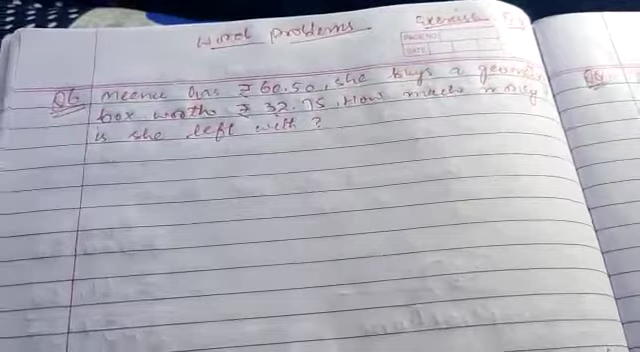 Word problems
Exercise
PAGE NO
DATE
Q6 Meenu has ₹ 60.50, she buys a geometry
box worth ₹ 32.75. How much money
is she left with?